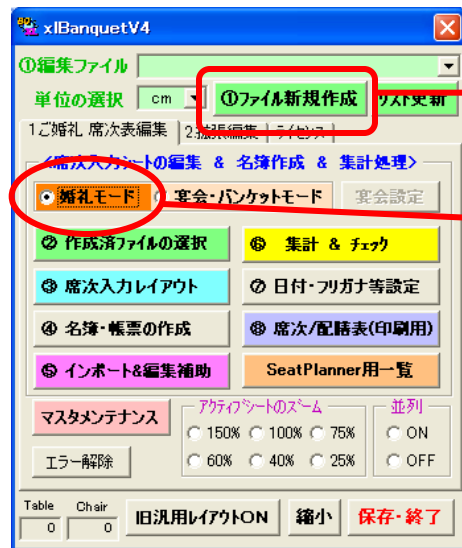 xlBanquetV4
①編集ファイル
単位の選択 cm ①ファイル新規作成 リスト更新
1.ご婚礼 席次表編集 2.拡張編集 ライセンス
<席次入力シートの編集 & 名簿作成 & 集計処理>
婚礼モード 宴会・バンケットモード 宴会設定
② 作成済ファイルの選択 ⑥ 集計 & チェック
③ 席次入力レイアウト ⑦ 日付・フリガナ等設定
④ 名簿・帳票の作成 ⑧ 席次/配膳表(印刷用)
⑤ インポート&編集補助 SeatPlanner用一覧
マスタメンテナンス アクティブシートのズーム 並列
150% 100% 75% ON
エラー解除 60% 40% 25% OFF
Table Chair
0 0 旧汎用レイアウトON 縮小 保存・終了